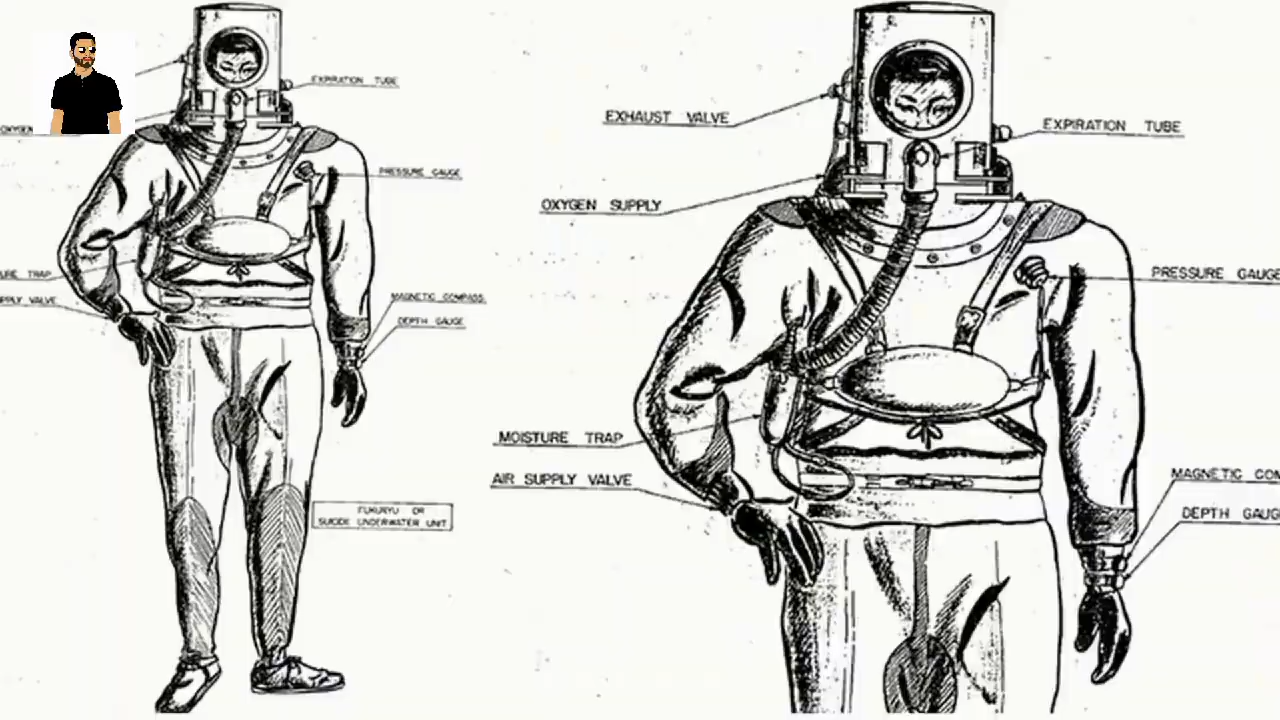 EXPIRATION TUBE
OXYGEN
PRESSURE GAUGE
URE TRAP
PPLY VALVE
MAGNETIC COMPASS
DEPTH GAUGE
FUKURYU OR
SUICIDE UNDERWATER UNIT
EXHAUST VALVE
EXPIRATION TUBE
OXYGEN SUPPLY
PRESSURE GAUGE
MOISTURE TRAP
AIR SUPPLY VALVE
MAGNETIC COM
DEPTH GAUGE